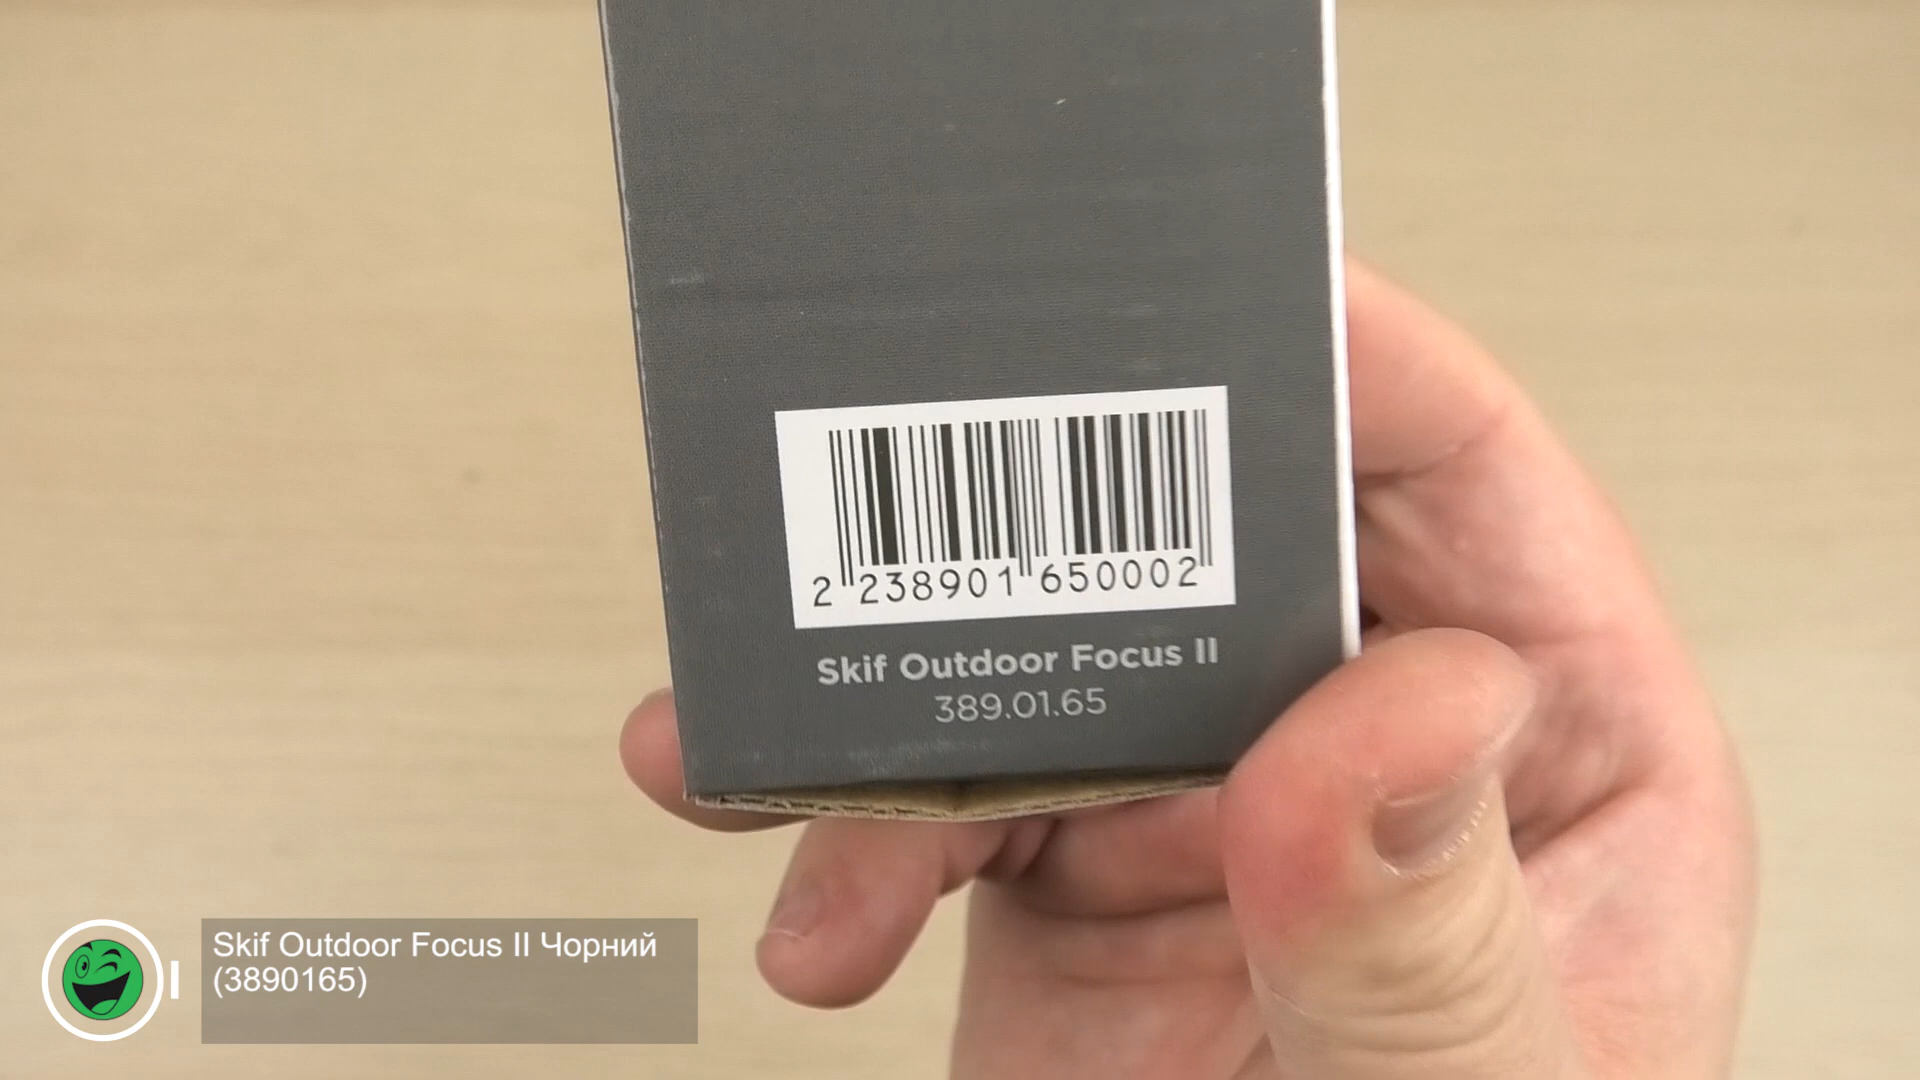 2 238901 650002
Skif Outdoor Focus II
389.01.65
Skif Outdoor Focus II Чорний
(3890165)